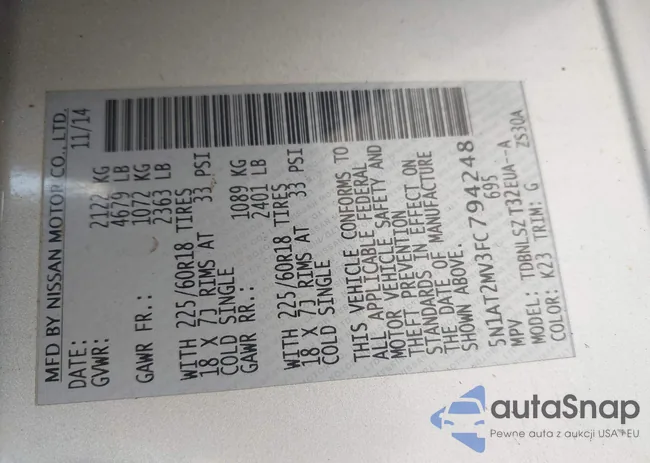 MFD BY NISSAN MOTOR CO., LTD.
DATE: 11/14
GVWR: 2122 KG
4679 LB
GAWR FR.: 1072 KG
2363 LB
WITH 225/60R18 TIRES
18 X 7J RIMS AT 33 PSI
COLD SINGLE
GAWR RR.: 1089 KG
2401 LB
WITH 225/60R18 TIRES
18 X 7J RIMS AT 33 PSI
COLD SINGLE
THIS VEHICLE CONFORMS TO
ALL APPLICABLE FEDERAL
MOTOR VEHICLE SAFETY AND
THEFT PREVENTION
STANDARDS IN EFFECT ON
THE DATE OF MANUFACTURE
SHOWN ABOVE.
5N1AT2MV3FC794248
MPV 695
MODEL: TDBNLSZ T32EUA--A
COLOR: K23 TRIM: G ZS30A
autaSnap
Pewne auta z aukcji USA i EU